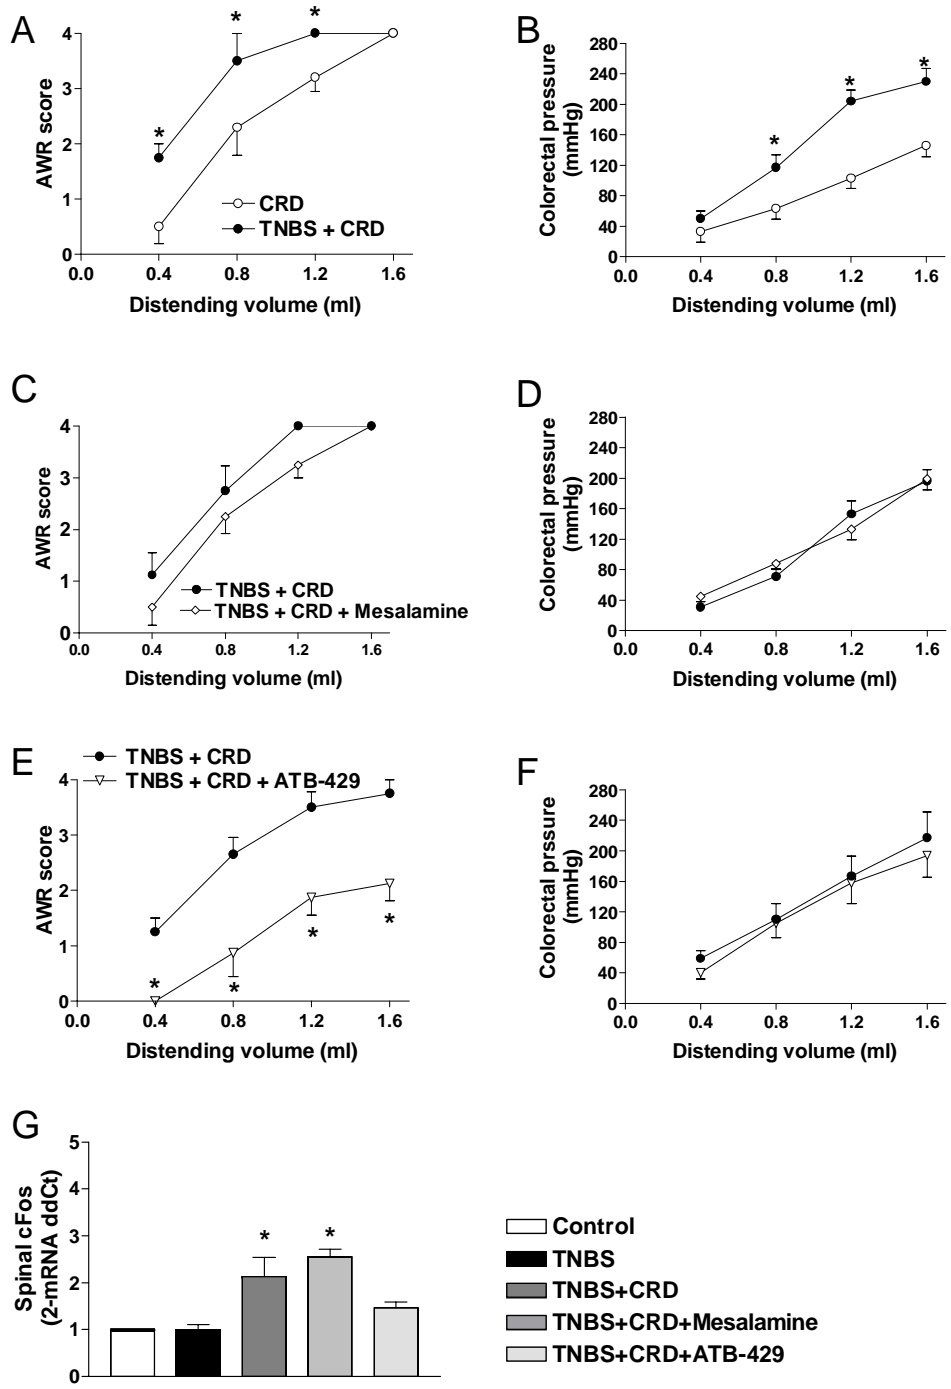 A
*
*
*
4
3
2
1
0
AWR score
CRD
TNBS + CRD
0.0
0.4
0.8
1.2
1.6
Distending volume (ml)
B
280
240
200
160
120
80
40
0
Colorectal pressure
(mmHg)
*
*
*
0.0
0.4
0.8
1.2
1.6
Distending volume (ml)
C
4
3
2
1
0
AWR score
TNBS + CRD
TNBS + CRD + Mesalamine
0.0
0.4
0.8
1.2
1.6
Distending volume (ml)
D
280
240
200
160
120
80
40
0
Colorectal pressure
(mmHg)
0.0
0.4
0.8
1.2
1.6
Distending volume (ml)
E
TNBS + CRD
TNBS + CRD + ATB-429
4
3
2
1
0
AWR score
*
*
*
*
0.0
0.4
0.8
1.2
1.6
Distending volume (ml)
F
280
240
200
160
120
80
40
0
Colorectal prssure
(mmHg)
0.0
0.4
0.8
1.2
1.6
Distending volume (ml)
G
5
4
3
2
1
0
Spinal cFos
(2-mRNA ddCt)
*
*
Control
TNBS
TNBS+CRD
TNBS+CRD+Mesalamine
TNBS+CRD+ATB-429